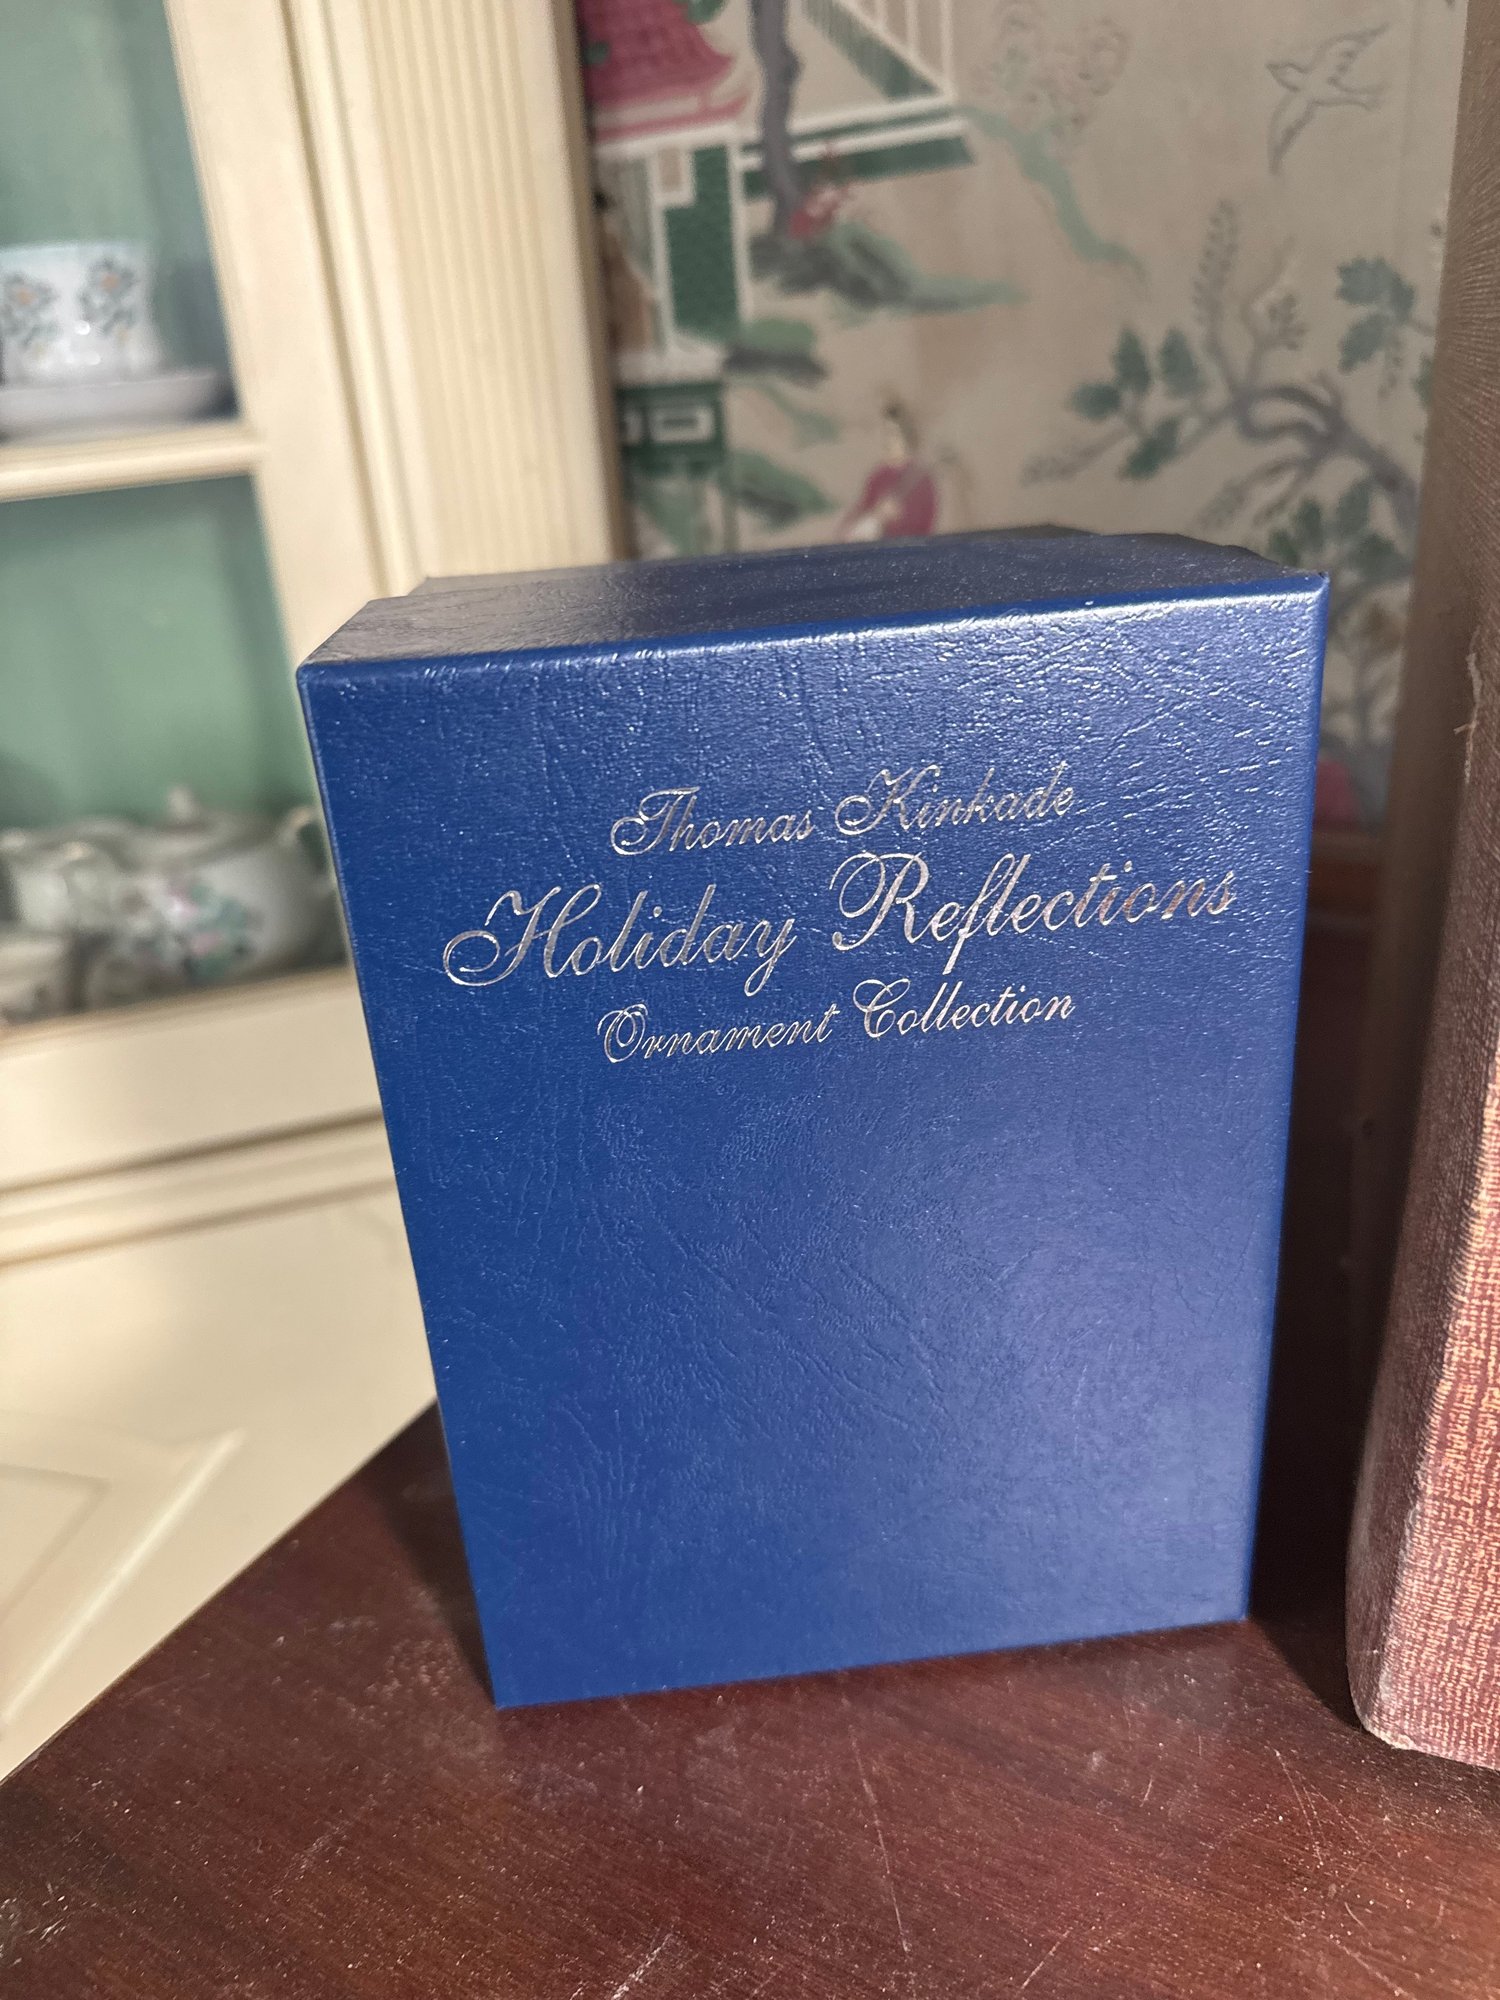 Thomas Kinkade
Holiday Reflections
Ornament Collection